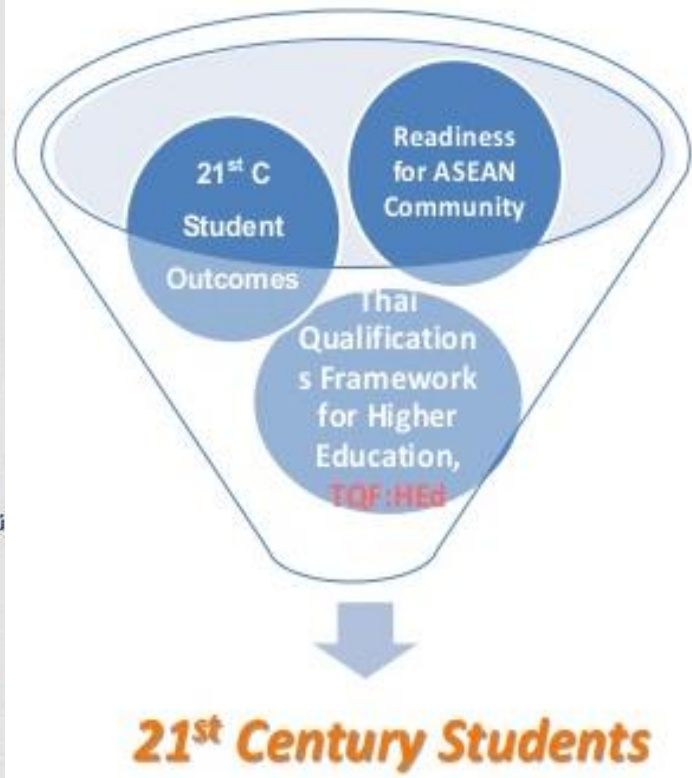 21st C
Student
Outcomes
Readiness
for ASEAN
Community
Thai
Qualification
s Framework
for Higher
Education,
TQF:HEd
21st Century Students